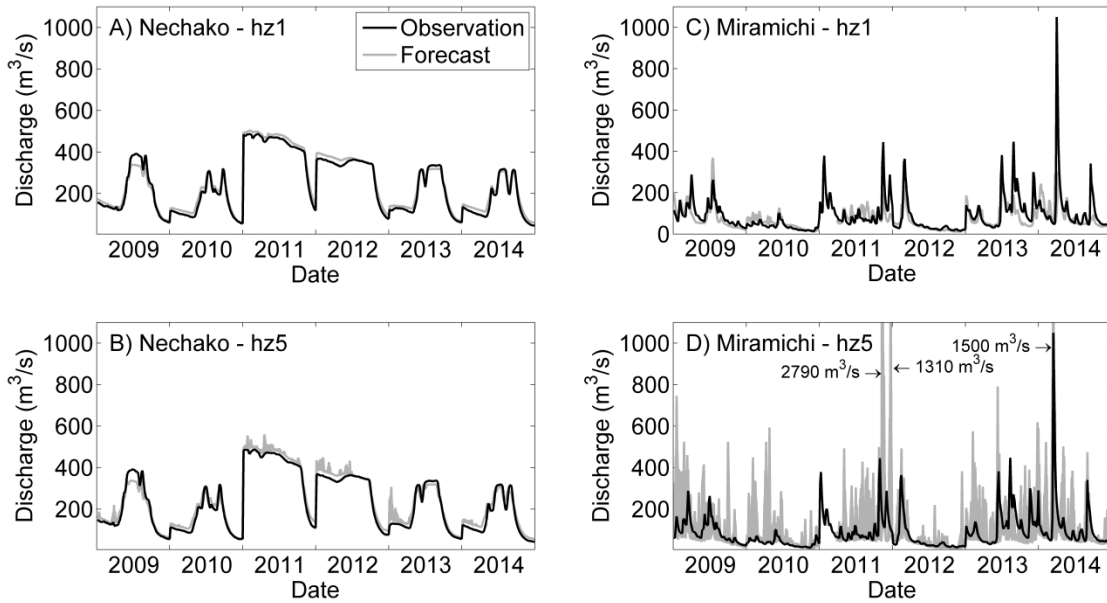 A) Nechako - hz1
Observation
Forecast
1000
800
600
400
200
Discharge (m³/s)
2009 2010 2011 2012 2013 2014
Date
C) Miramichi - hz1
1000
800
600
400
200
0
Discharge (m³/s)
2009 2010 2011 2012 2013 2014
Date
B) Nechako - hz5
1000
800
600
400
200
Discharge (m³/s)
2009 2010 2011 2012 2013 2014
Date
D) Miramichi - hz5
1500 m³/s →
2790 m³/s →
← 1310 m³/s
1000
800
600
400
200
Discharge (m³/s)
2009 2010 2011 2012 2013 2014
Date